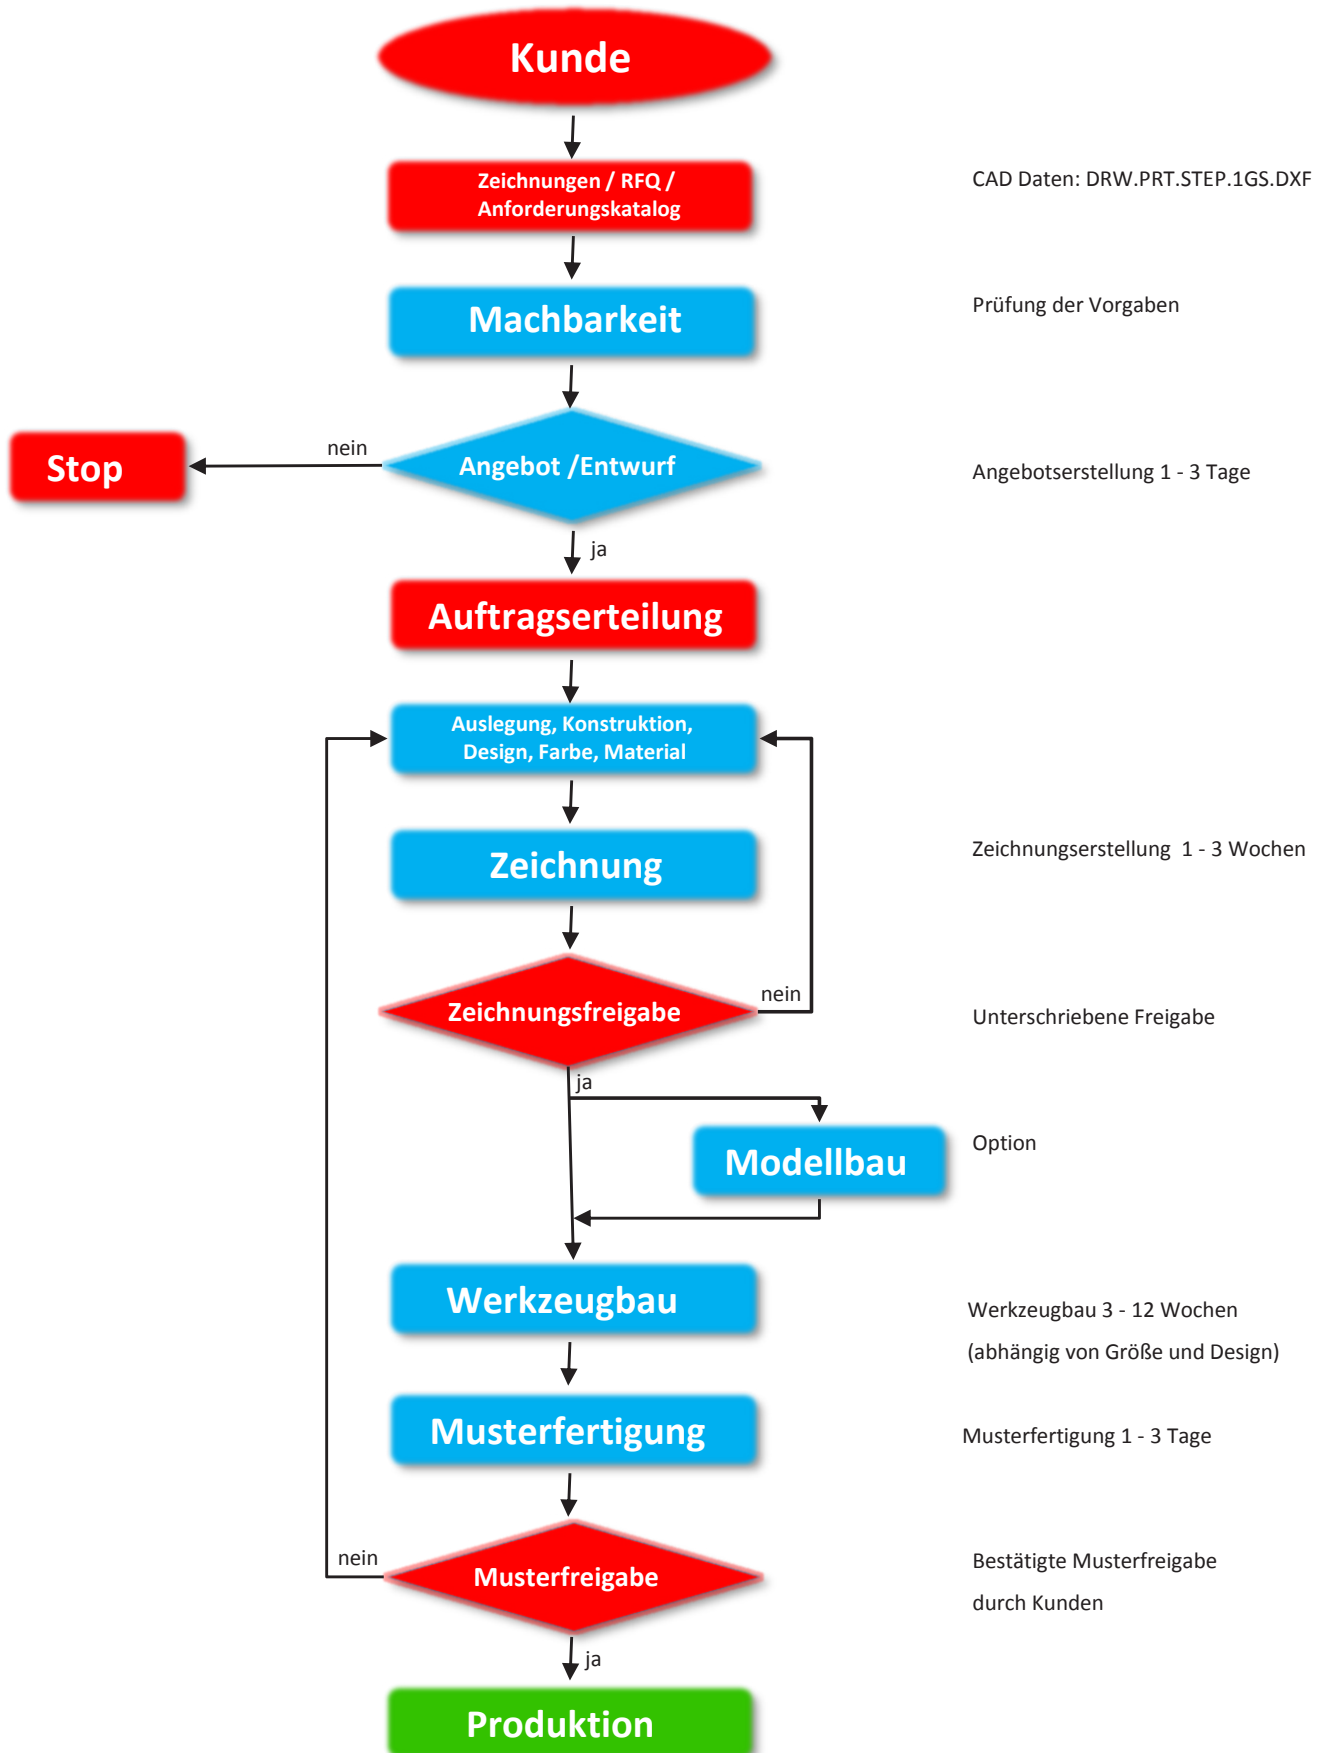 Kunde
Zeichnungen / RFQ /
Anforderungskatalog
CAD Daten: DRW.PRT.STEP.1GS.DXF
Machbarkeit
Prüfung der Vorgaben
Stop
nein
Angebot /Entwurf
Angebotserstellung 1 - 3 Tage
ja
Auftragserteilung
Auslegung, Konstruktion,
Design, Farbe, Material
Zeichnung
Zeichnungserstellung  1 - 3 Wochen
Zeichnungsfreigabe
nein
Unterschriebene Freigabe
ja
Modellbau
Option
Werkzeugbau
Werkzeugbau 3 - 12 Wochen
(abhängig von Größe und Design)
Musterfertigung
Musterfertigung 1 - 3 Tage
nein
Musterfreigabe
Bestätigte Musterfreigabe
durch Kunden
ja
Produktion